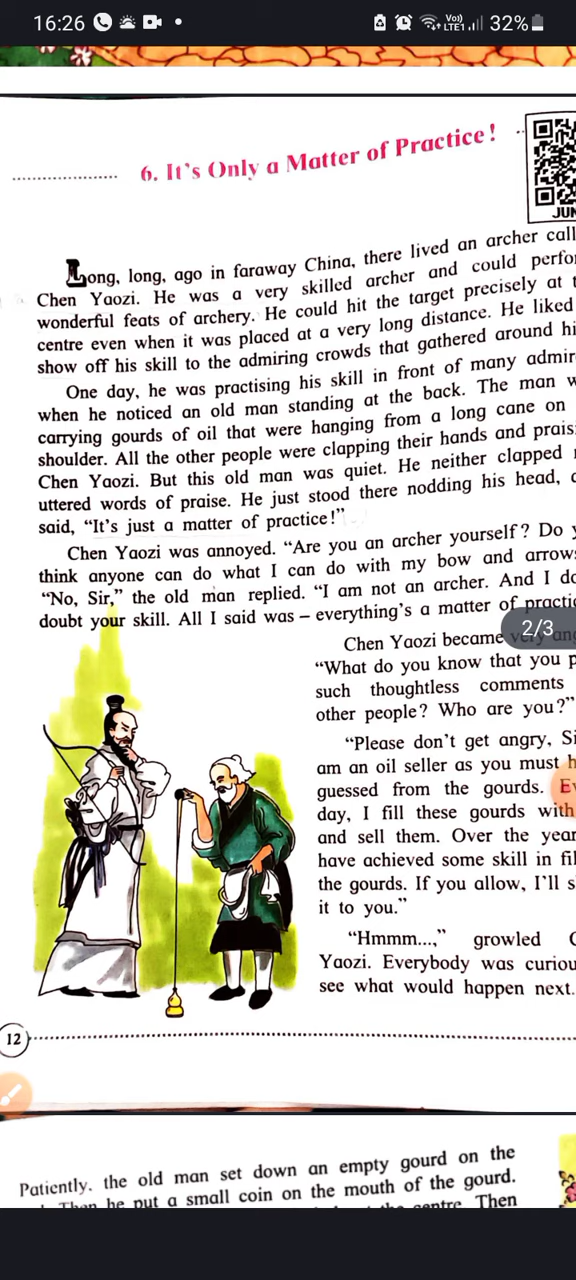 16:26
Vo))
LTE1
32%
6. It's Only a Matter of Practice!
JUN
Long, long, ago in faraway China, there lived an archer call
Chen Yaozi. He was a very skilled archer and could perfo
wonderful feats of archery. He could hit the target precisely at t
centre even when it was placed at a very long distance. He liked
show off his skill to the admiring crowds that gathered around hi
One day, he was practising his skill in front of many admir
when he noticed an old man standing at the back. The man w
carrying gourds of oil that were hanging from a long cane on
shoulder. All the other people were clapping their hands and prais
Chen Yaozi. But this old man was quiet. He neither clapped
uttered words of praise. He just stood there nodding his head,
said, "It's just a matter of practice!"
Chen Yaozi was annoyed. "Are you an archer yourself? Do y
think anyone can do what I can do with my bow and arrow
"No, Sir," the old man replied. "I am not an archer. And I do
doubt your skill. All I said was – everything's a matter of practic
2/3
Chen Yaozi became very ang
"What do you know that you p
such thoughtless comments
other people? Who are you?"
"Please don't get angry, Si
am an oil seller as you must h
guessed from the gourds. Ev
day, I fill these gourds with
and sell them. Over the year
have achieved some skill in fil
the gourds. If you allow, I'll s
it to you."
"Hmmm...," growled C
Yaozi. Everybody was curiou
see what would happen next.
12
Patiently. the old man set down an empty gourd on the
Then he put a small coin on the mouth of the gourd.
centre. Then